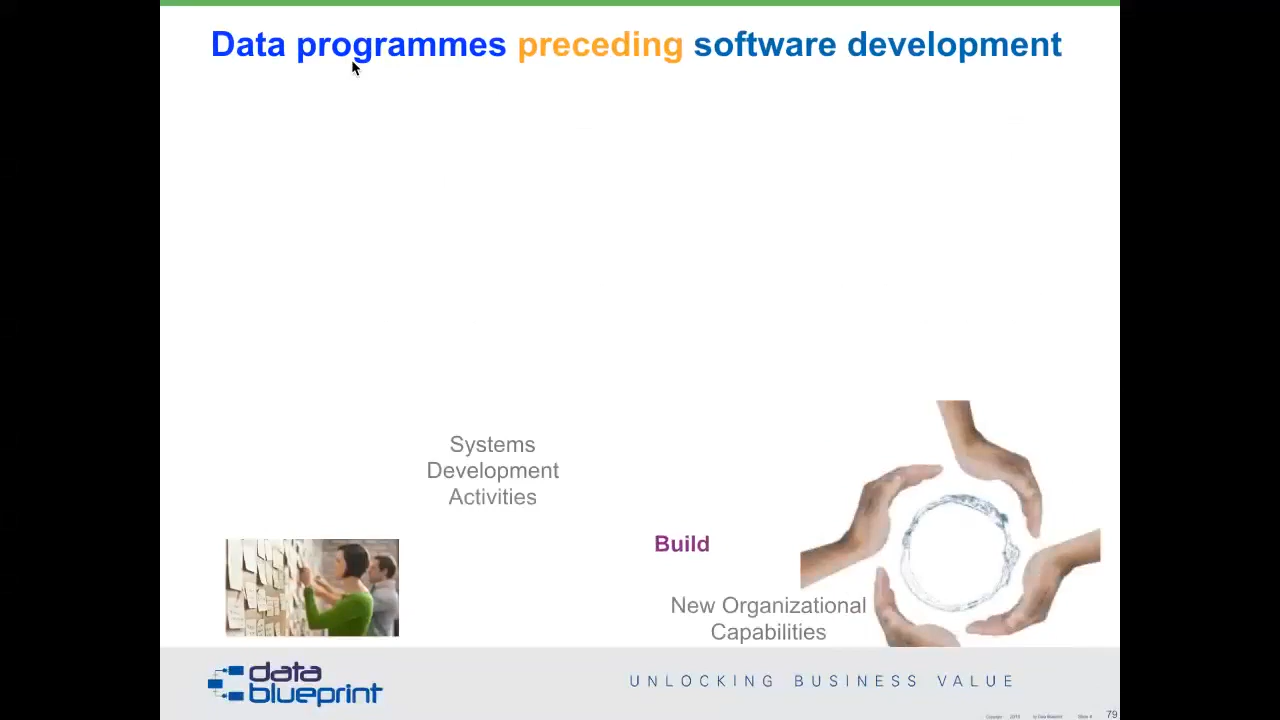 Data programmes preceding software development
Systems
Development
Activities
Build
New Organizational
Capabilities
data
blueprint
UNLOCKING BUSINESS VALUE
79